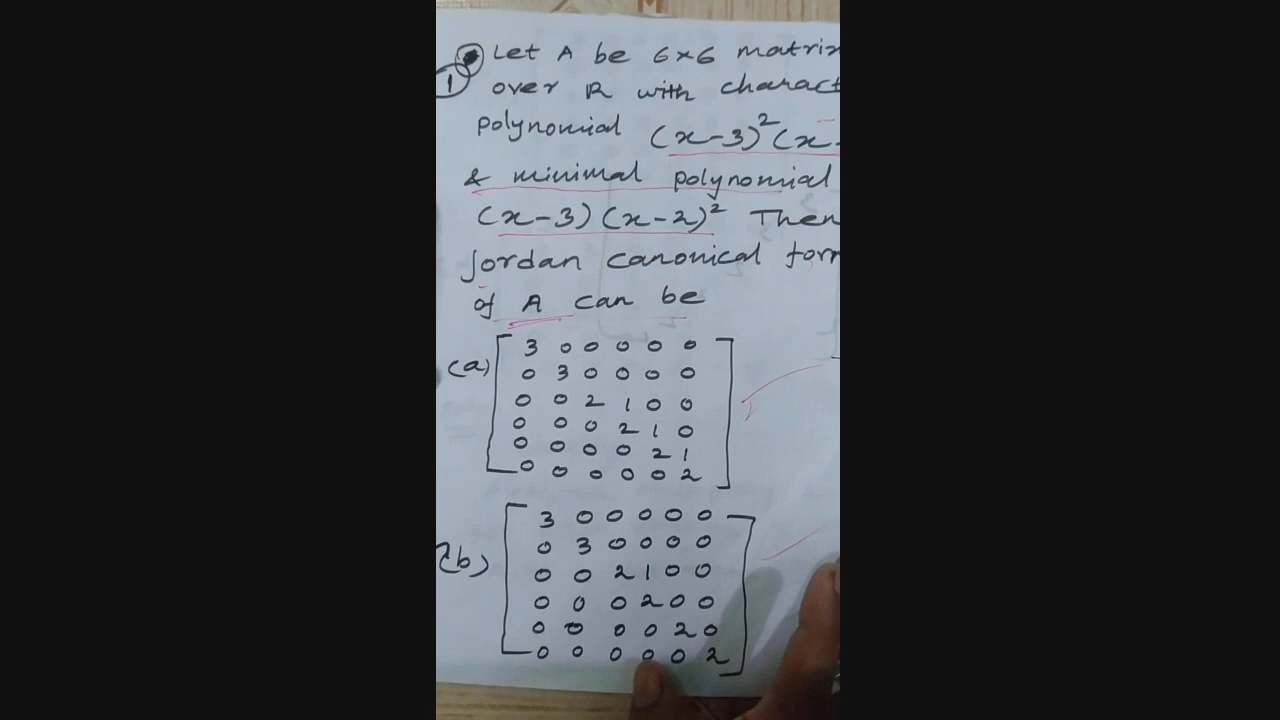 1 Let A be 6×6 matrix
over R with charact
polynomial (x-3)²(x-
& minimal polynomial
(x-3)(x-2)² Then
Jordan canonical form
of A can be
(a) 3 0 0 0 0 0
0 3 0 0 0 0
0 0 2 1 0 0
0 0 0 2 1 0
0 0 0 0 2 1
0 0 0 0 0 2
(b) 3 0 0 0 0 0
0 3 0 0 0 0
0 0 2 1 0 0
0 0 0 2 0 0
0 0 0 0 2 0
0 0 0 0 0 2